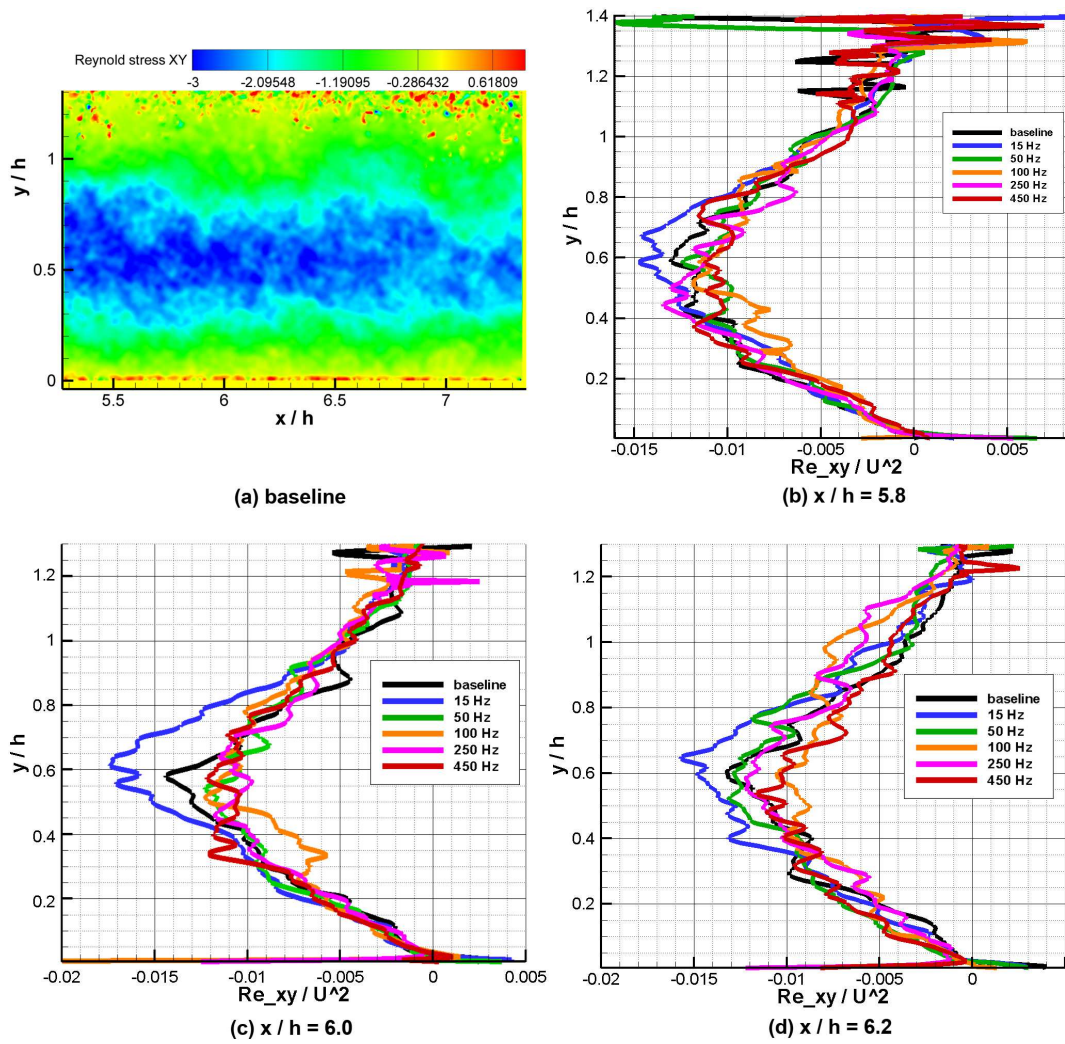 Reynold stress XY
-3 -2.09548 -1.19095 -0.286432 0.61809
y / h
1
0.5
0
5.5 6 6.5 7
x / h
(a) baseline
1.4
1.2
1
0.8
0.6
0.4
0.2
y / h
baseline
15 Hz
50 Hz
100 Hz
250 Hz
450 Hz
-0.015 -0.01 -0.005 0
Re_xy / U^2
(b) x / h = 5.8
1.2
1
0.8
0.6
0.4
0.2
y / h
baseline
15 Hz
50 Hz
100 Hz
250 Hz
450 Hz
-0.02 -0.015 -0.01 -0.005 0 0.005
Re_xy / U^2
(c) x / h = 6.0
1.2
1
0.8
0.6
0.4
0.2
y / h
baseline
15 Hz
50 Hz
100 Hz
250 Hz
450 Hz
-0.02 -0.015 -0.01 -0.005 0
Re_xy / U^2
(d) x / h = 6.2